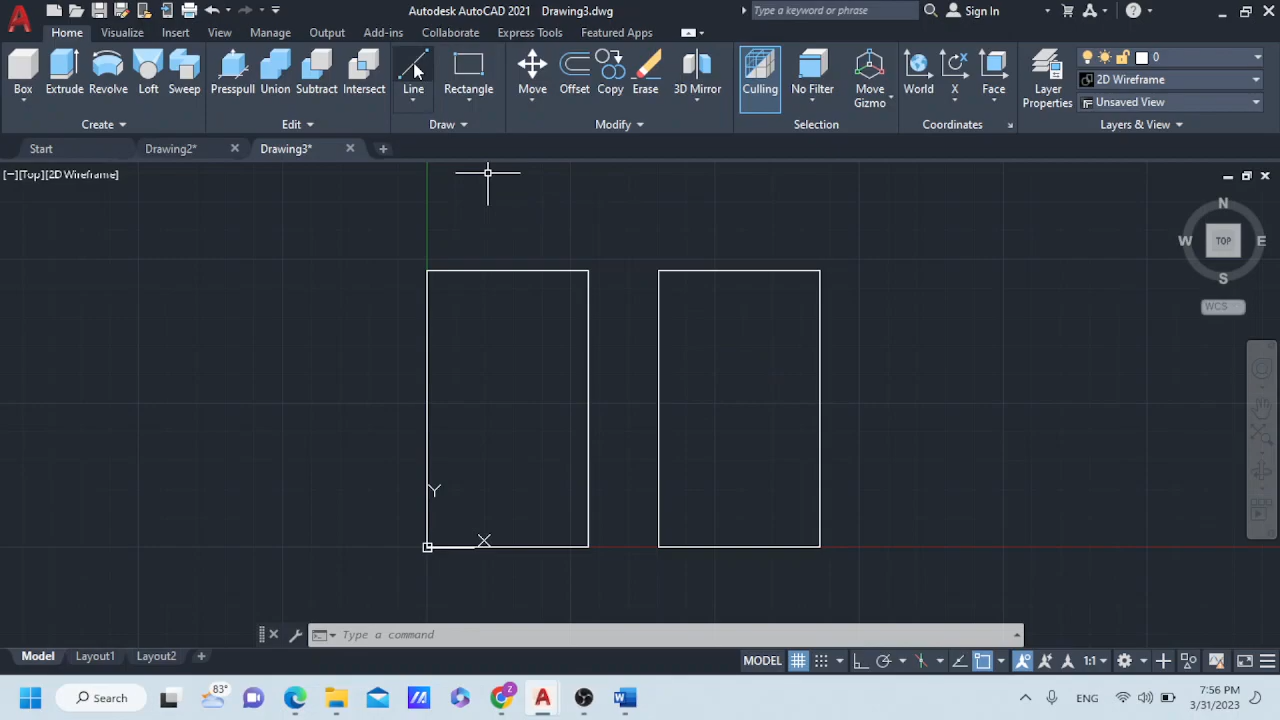 Autodesk AutoCAD 2021 Drawing3.dwg Type a keyword or phrase Sign In
Home Visualize Insert View Manage Output Add-ins Collaborate Express Tools Featured Apps
Box Extrude Revolve Loft Sweep Presspull Union Subtract Intersect Line Rectangle Move Offset Copy Erase 3D Mirror Culling No Filter Move Gizmo World X Face Layer Properties 0
2D Wireframe
Unsaved View
Create Edit Draw Modify Selection Coordinates Layers & View
Start Drawing2* Drawing3*
[−][Top][2D Wireframe]
N
W TOP E
S
WCS
Y
X
Type a command
Model Layout1 Layout2 MODEL 1:1
Search 83° ENG 7:56 PM
3/31/2023